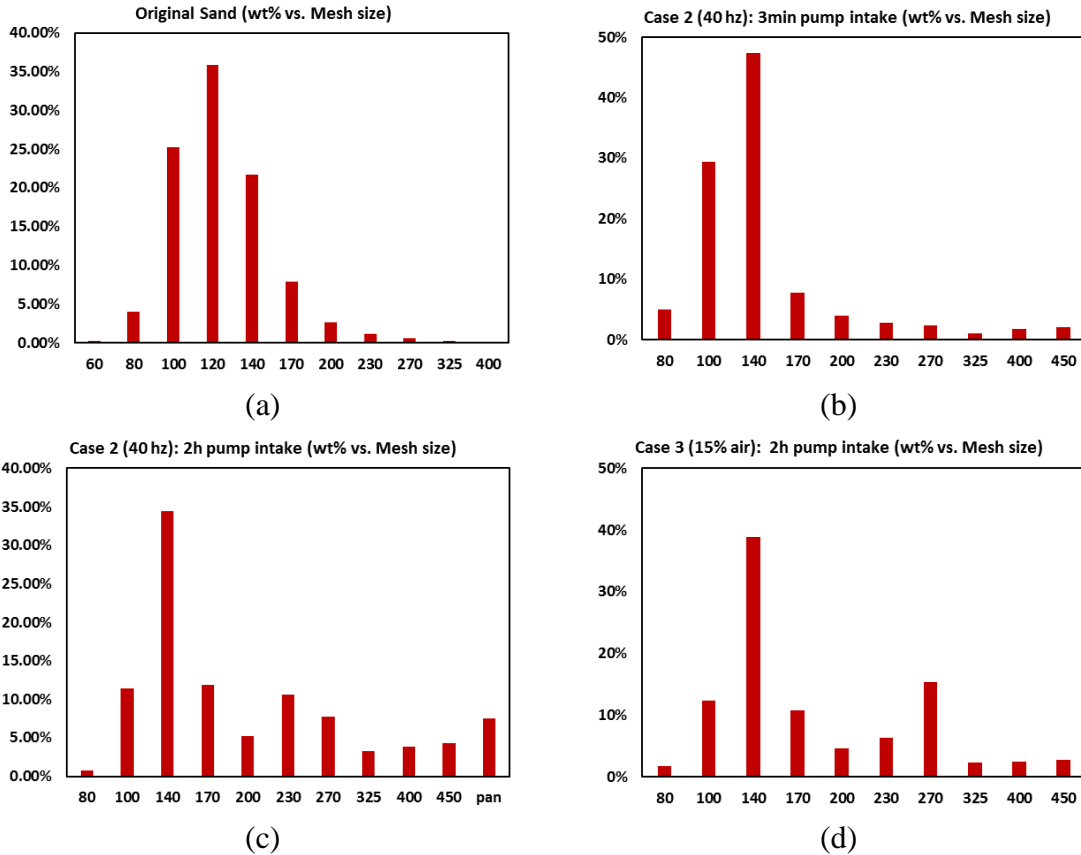 Original Sand (wt% vs. Mesh size)
40.00%
35.00%
30.00%
25.00%
20.00%
15.00%
10.00%
5.00%
0.00%
60 80 100 120 140 170 200 230 270 325 400
(a)
Case 2 (40 hz): 3min pump intake (wt% vs. Mesh size)
50%
40%
30%
20%
10%
0%
80 100 140 170 200 230 270 325 400 450
(b)
Case 2 (40 hz): 2h pump intake (wt% vs. Mesh size)
40.00%
35.00%
30.00%
25.00%
20.00%
15.00%
10.00%
5.00%
0.00%
80 100 140 170 200 230 270 325 400 450 pan
(c)
Case 3 (15% air): 2h pump intake (wt% vs. Mesh size)
50%
40%
30%
20%
10%
0%
80 100 140 170 200 230 270 325 400 450
(d)